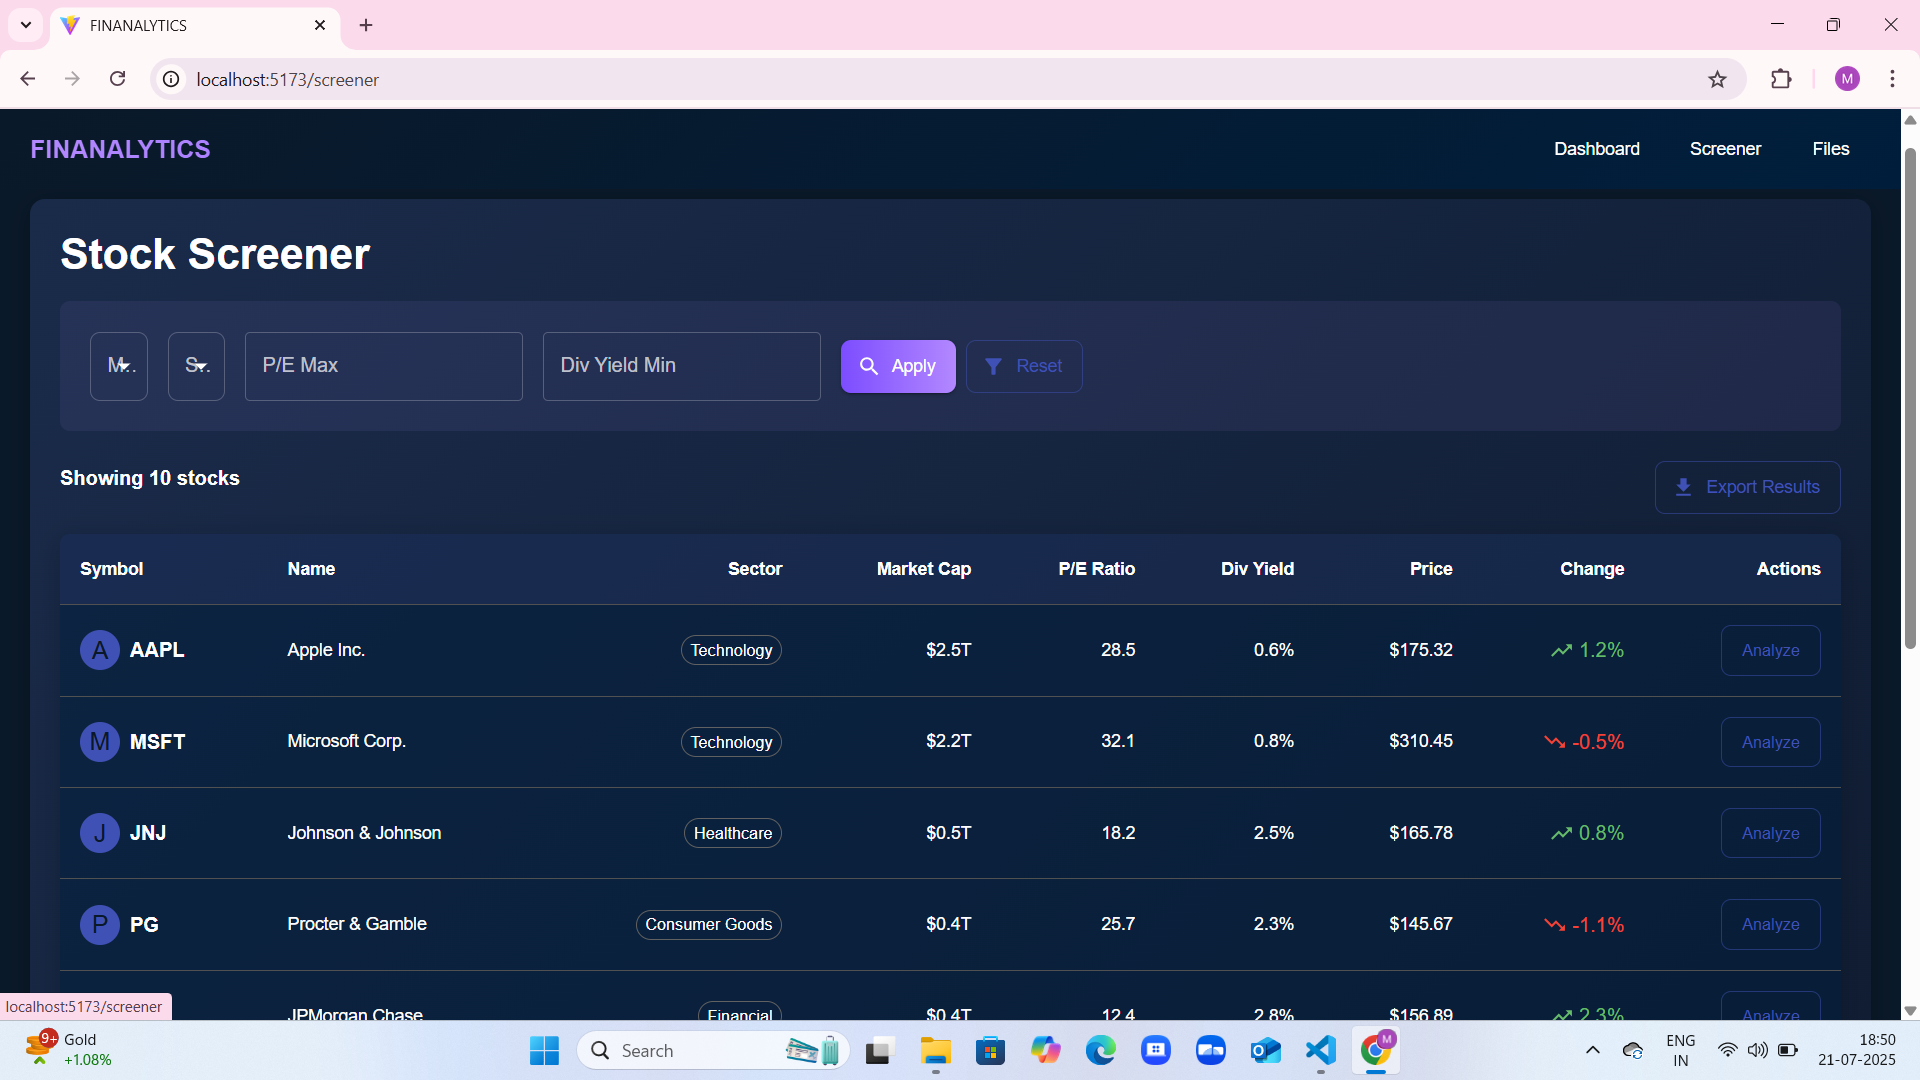 FINANALYTICS
localhost:5173/screener
M
FINANALYTICS
Dashboard
Screener
Files
Stock Screener
M..
S..
P/E Max
Div Yield Min
Apply
Reset
Showing 10 stocks
Export Results
Symbol Name Sector Market Cap P/E Ratio Div Yield Price Change Actions
A AAPL Apple Inc. Technology $2.5T 28.5 0.6% $175.32 1.2% Analyze
M MSFT Microsoft Corp. Technology $2.2T 32.1 0.8% $310.45 -0.5% Analyze
J JNJ Johnson & Johnson Healthcare $0.5T 18.2 2.5% $165.78 0.8% Analyze
P PG Procter & Gamble Consumer Goods $0.4T 25.7 2.3% $145.67 -1.1% Analyze
JPMorgan Chase Financial $0.4T 12.4 2.8% $156.89 2.3% Analyze
localhost:5173/screener
9+
Gold
+1.08%
Search
M
ENG
IN
18:50
21-07-2025